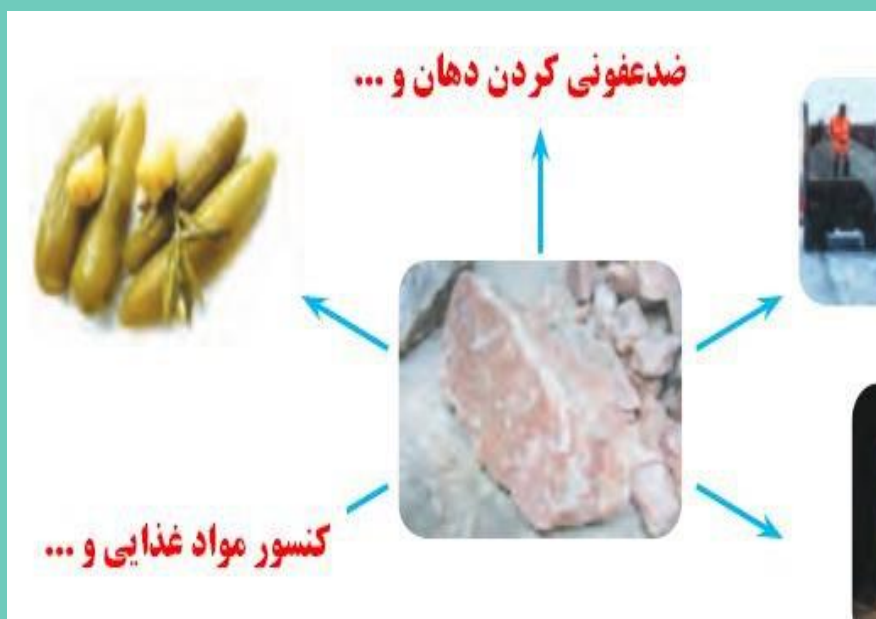 ضدعفونی کردن دهان و ...
کنسور مواد غذایی و ...